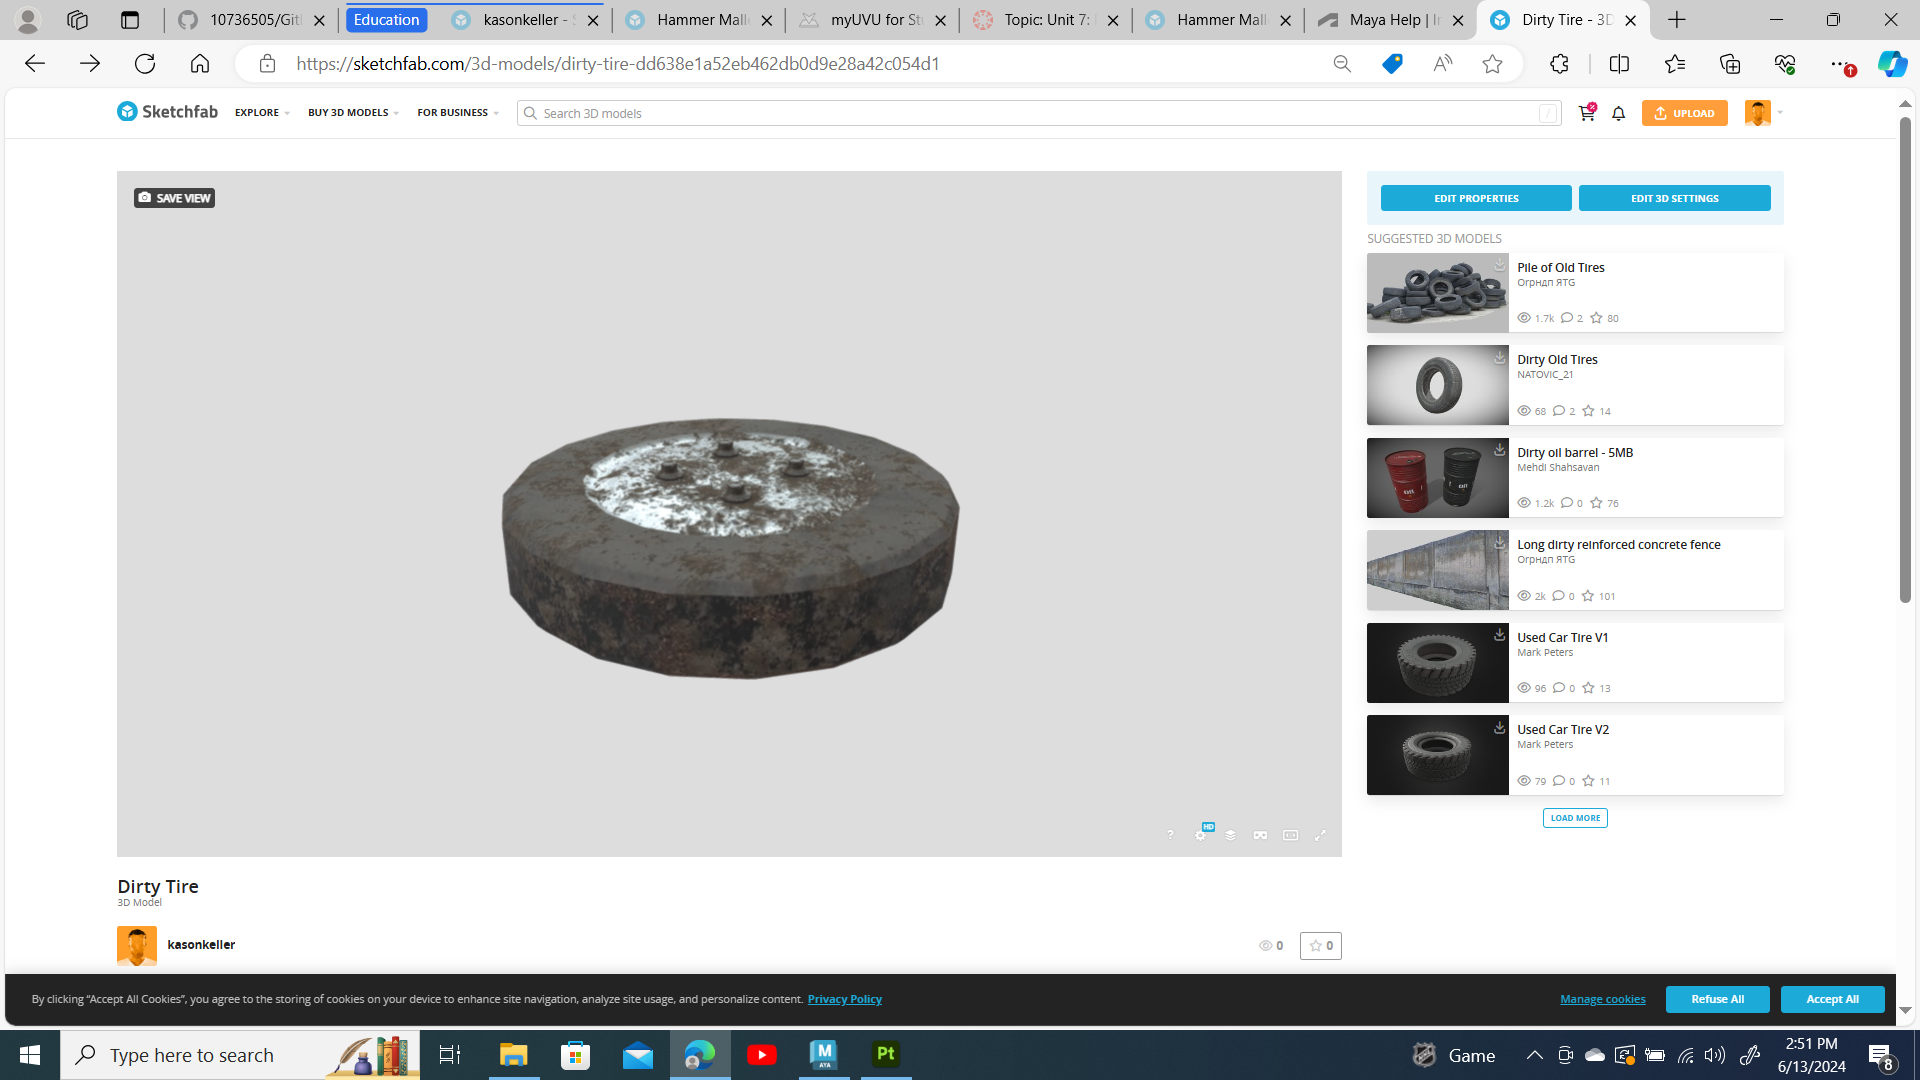 10736505/Git
Education
kasonkeller - S
Hammer Malle
myUVU for Stu
Topic: Unit 7:
Hammer Malle
Maya Help | In
Dirty Tire - 3D
https://sketchfab.com/3d-models/dirty-tire-dd638e1a52eb462db0d9e28a42c054d1
Sketchfab
EXPLORE
BUY 3D MODELS
FOR BUSINESS
Search 3D models
/
UPLOAD
SAVE VIEW
EDIT PROPERTIES
EDIT 3D SETTINGS
SUGGESTED 3D MODELS
Pile of Old Tires
Огрндп ЯTG
1.7k 2 80
Dirty Old Tires
NATOVIC_21
68 2 14
Dirty oil barrel - 5MB
Mehdi Shahsavan
1.2k 0 76
Long dirty reinforced concrete fence
Огрндп ЯTG
2k 0 101
Used Car Tire V1
Mark Peters
96 0 13
Used Car Tire V2
Mark Peters
79 0 11
LOAD MORE
? HD
Dirty Tire
3D Model
kasonkeller
0 0
By clicking “Accept All Cookies”, you agree to the storing of cookies on your device to enhance site navigation, analyze site usage, and personalize content. Privacy Policy
Manage cookies
Refuse All
Accept All
Type here to search
M
AYA
Pt
Game
2:51 PM
6/13/2024
8